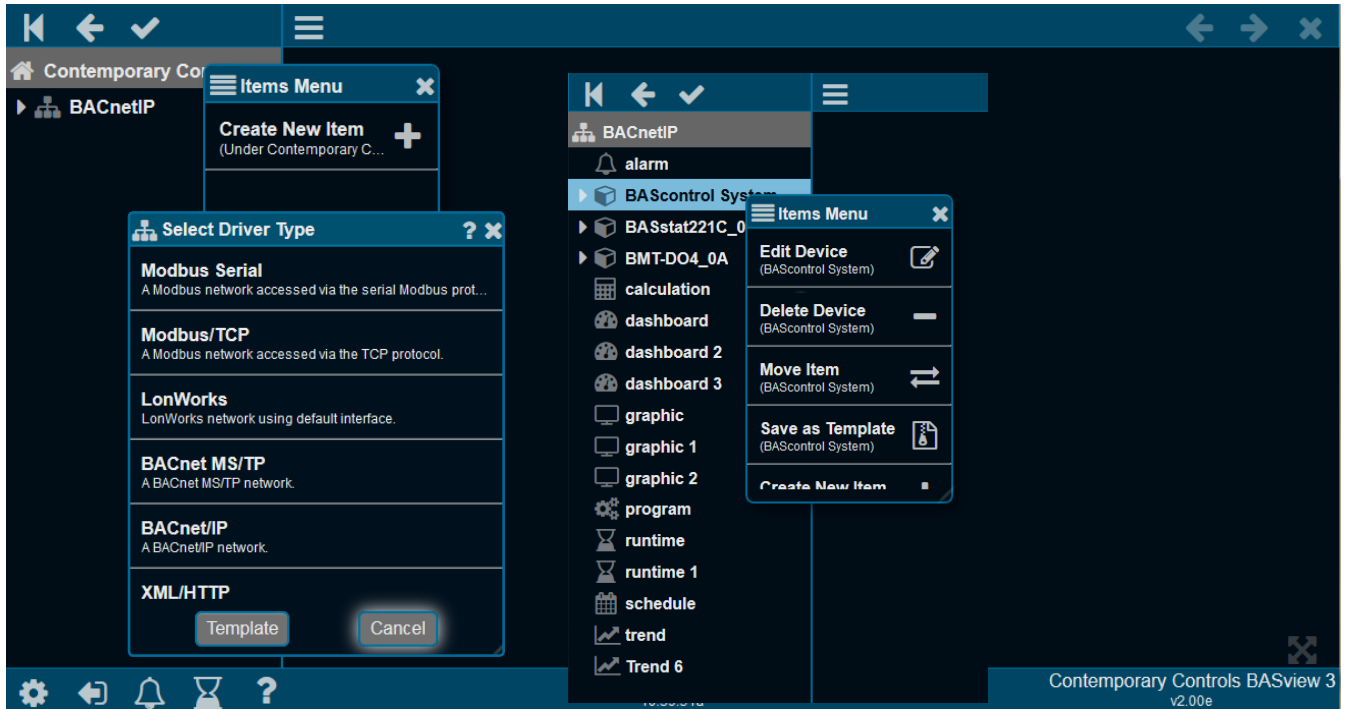 Contemporary Co
BACnetIP
Items Menu
Create New Item
(Under Contemporary C...
Select Driver Type ?
Modbus Serial
A Modbus network accessed via the serial Modbus prot...
Modbus/TCP
A Modbus network accessed via the TCP protocol.
LonWorks
LonWorks network using default interface.
BACnet MS/TP
A BACnet MS/TP network.
BACnet/IP
A BACnet/IP network.
XML/HTTP
Template
Cancel
BACnetIP
alarm
BAScontrol System
BASstat221C_0
BMT-DO4_0A
calculation
dashboard
dashboard 2
dashboard 3
graphic
graphic 1
graphic 2
program
runtime
runtime 1
schedule
trend
Trend 6
Items Menu
Edit Device
(BAScontrol System)
Delete Device
(BAScontrol System)
Move Item
(BAScontrol System)
Save as Template
(BAScontrol System)
Create New Item
?
Contemporary Controls BASview 3
v2.00e